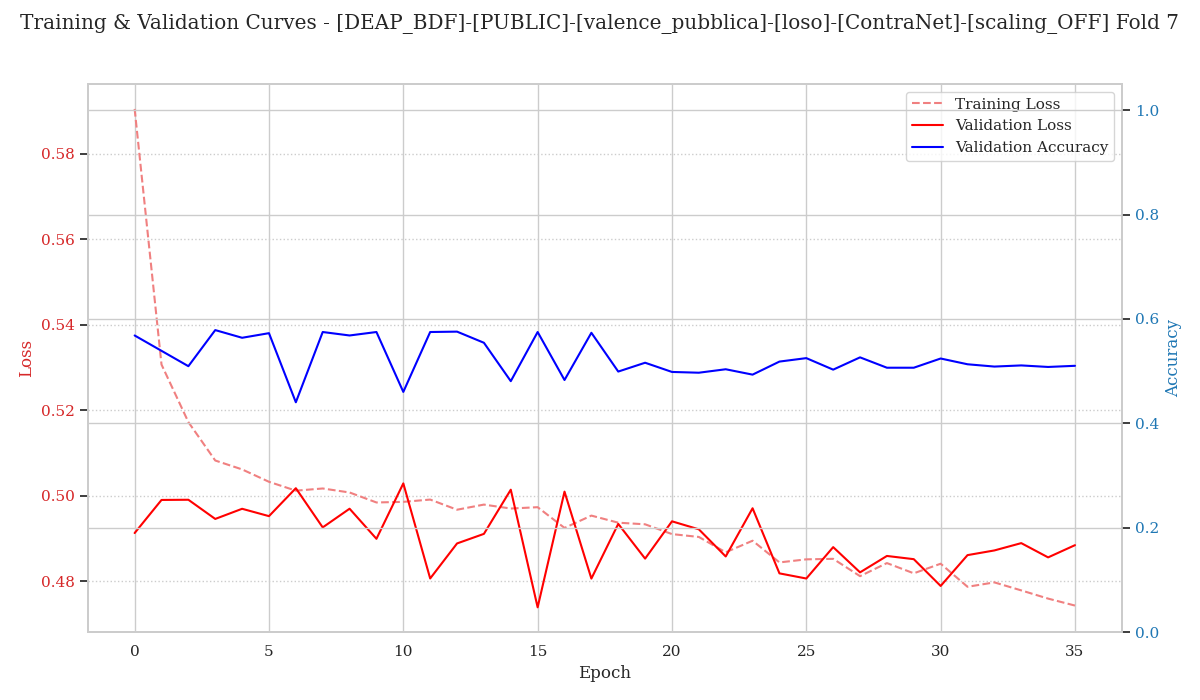 Training & Validation Curves - [DEAP_BDF]-[PUBLIC]-[valence_pubblica]-[loso]-[ContraNet]-[scaling_OFF] Fold 7
Training Loss
Validation Loss
Validation Accuracy
0.58
0.56
0.54
0.52
0.50
0.48
Loss
1.0
0.8
0.6
0.4
0.2
0.0
Accuracy
0 5 10 15 20 25 30 35
Epoch